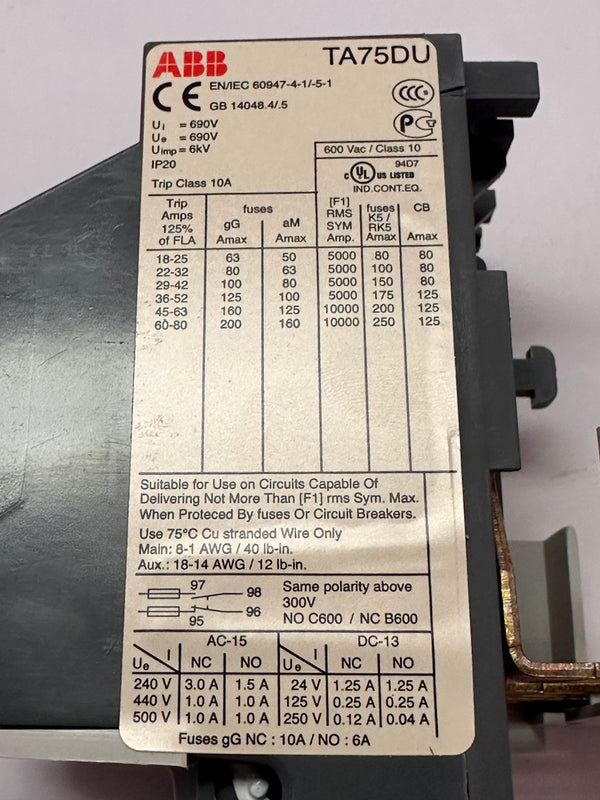 ABB TA75DU
CE EN/IEC 60947-4-1/-5-1
GB 14048.4/.5
CCC
Ui = 690V
Ue = 690V
Uimp = 6kV
IP20
Trip Class 10A
600 Vac / Class 10
94D7
c UL US LISTED
IND.CONT.EQ.
Trip Amps 125% of FLA | fuses gG Amax | fuses aM Amax | [F1] RMS SYM Amp. | fuses K5 / RK5 Amax | CB Amax
18-25 63 50 5000 80 80
22-32 80 63 5000 100 80
29-42 100 80 5000 150 80
36-52 125 100 5000 175 125
45-63 160 125 10000 200 125
60-80 200 160 10000 250 125
Suitable for Use on Circuits Capable Of
Delivering Not More Than [F1] rms Sym. Max.
When Proteced By fuses Or Circuit Breakers.
Use 75°C Cu stranded Wire Only
Main: 8-1 AWG / 40 lb-in.
Aux.: 18-14 AWG / 12 lb-in.
97 98
95 96
Same polarity above
300V
NO C600 / NC B600
AC-15 DC-13
Ue I NC NO Ue I NC NO
240 V 3.0 A 1.5 A 24 V 1.25 A 1.25 A
440 V 1.0 A 1.0 A 125 V 0.25 A 0.25 A
500 V 1.0 A 1.0 A 250 V 0.12 A 0.04 A
Fuses gG NC : 10A / NO : 6A